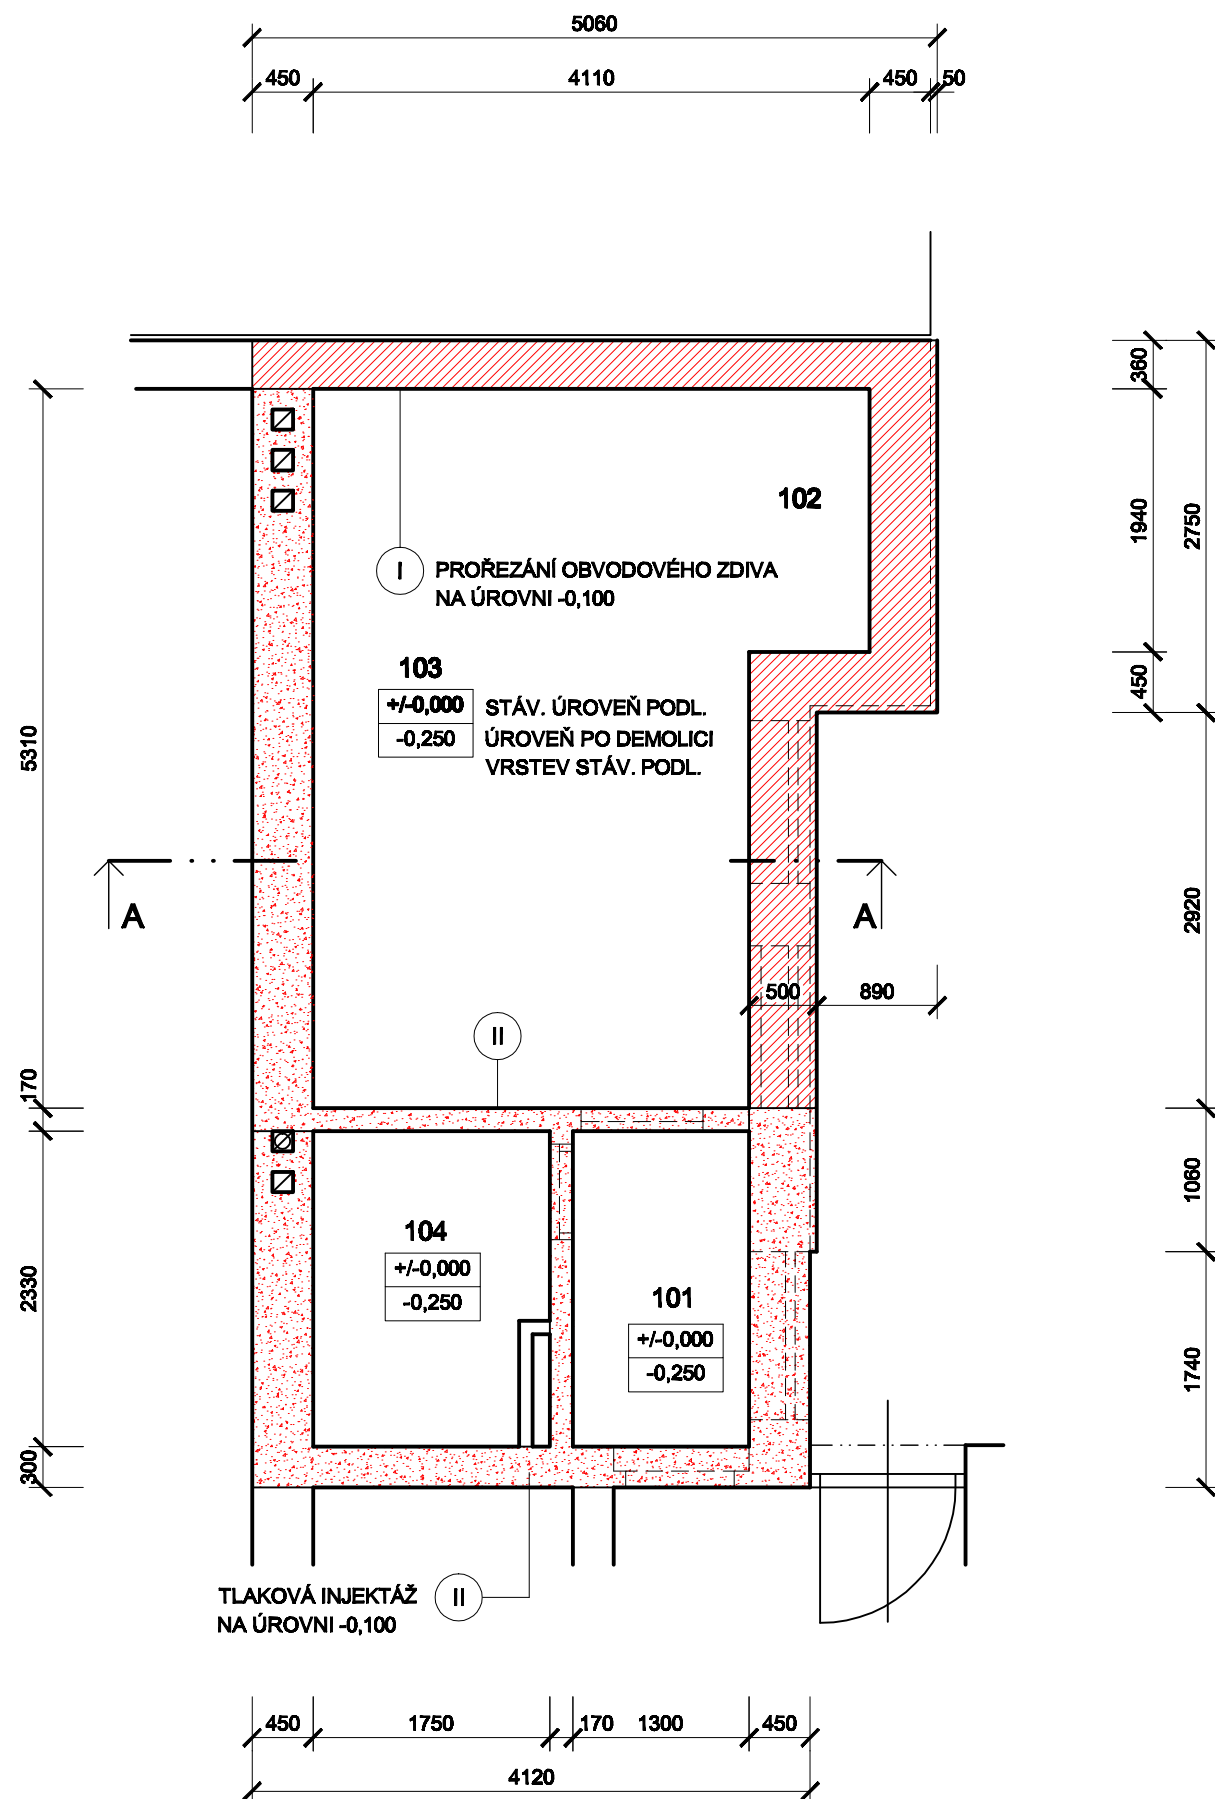 5060
450
4110
450
50
360
102
1940
2750
I
PROŘEZÁNÍ OBVODOVÉHO ZDIVA
NA ÚROVNI -0,100
103
450
+/-0,000
STÁV. ÚROVEŇ PODL.
-0,250
ÚROVEŇ PO DEMOLICI
VRSTEV STÁV. PODL.
5310
A
A
2920
500
890
II
170
1060
104
+/-0,000
-0,250
2330
101
+/-0,000
-0,250
1740
300
TLAKOVÁ INJEKTÁŽ
NA ÚROVNI -0,100
II
450
1750
170
1300
450
4120